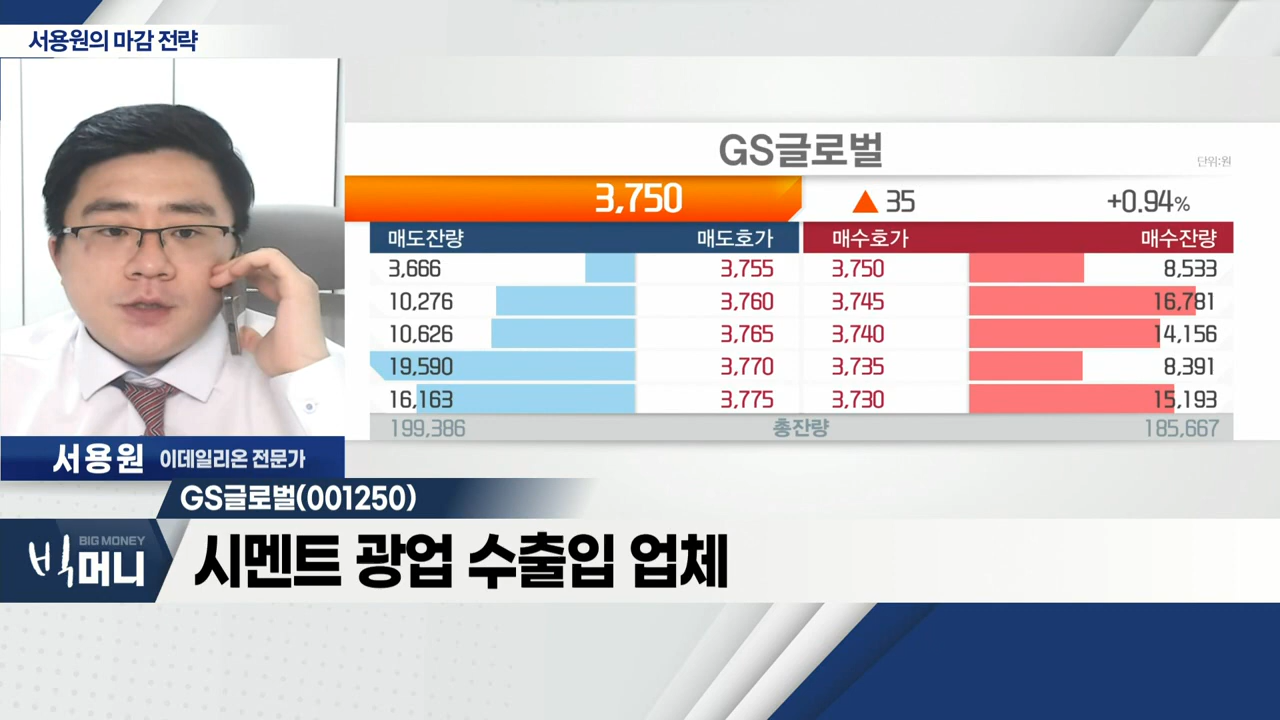 서용원의 마감 전략
GS글로벌
단위:원
3,750 ▲ 35 +0.94%
매도잔량 매도호가 매수호가 매수잔량
3,666 3,755 3,750 8,533
10,276 3,760 3,745 16,781
10,626 3,765 3,740 14,156
19,590 3,770 3,735 8,391
16,163 3,775 3,730 15,193
199,386 총잔량 185,667
서용원 이데일리온 전문가
GS글로벌(001250)
BIG MONEY
빅머니
시멘트 광업 수출입 업체